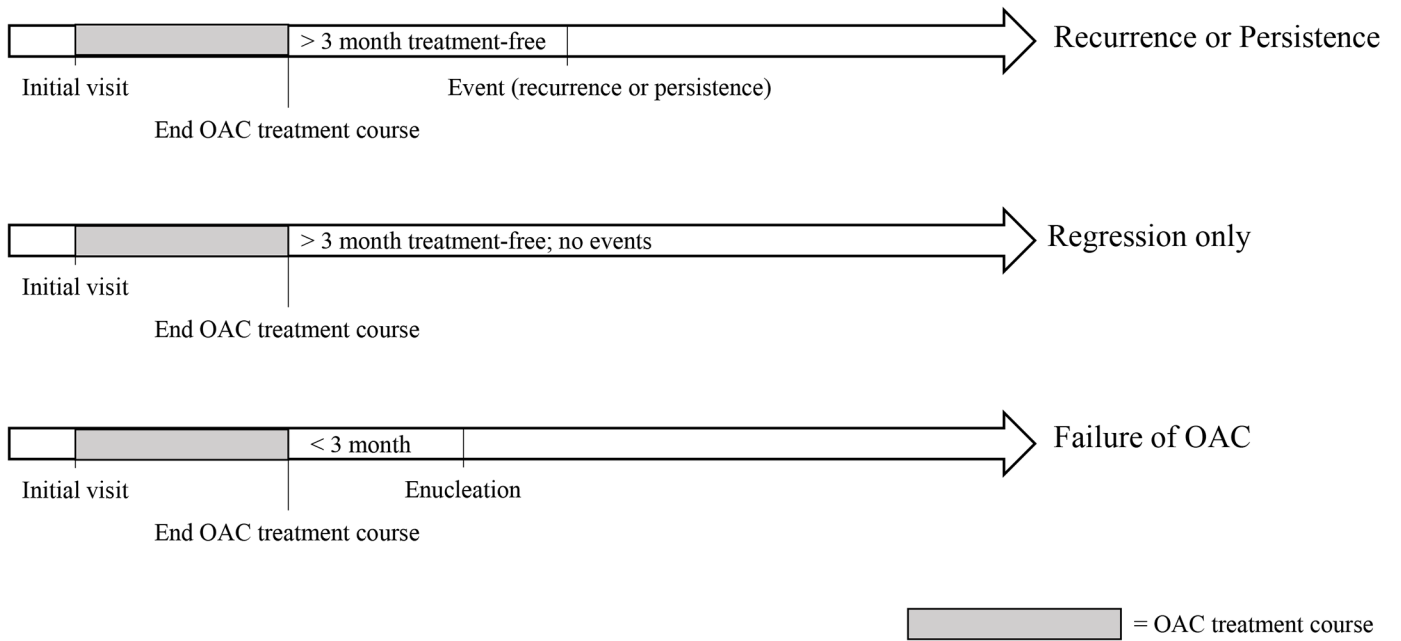 > 3 month treatment-free
Recurrence or Persistence
Initial visit
Event (recurrence or persistence)
End OAC treatment course
> 3 month treatment-free; no events
Regression only
Initial visit
End OAC treatment course
< 3 month
Failure of OAC
Initial visit
Enucleation
End OAC treatment course
= OAC treatment course